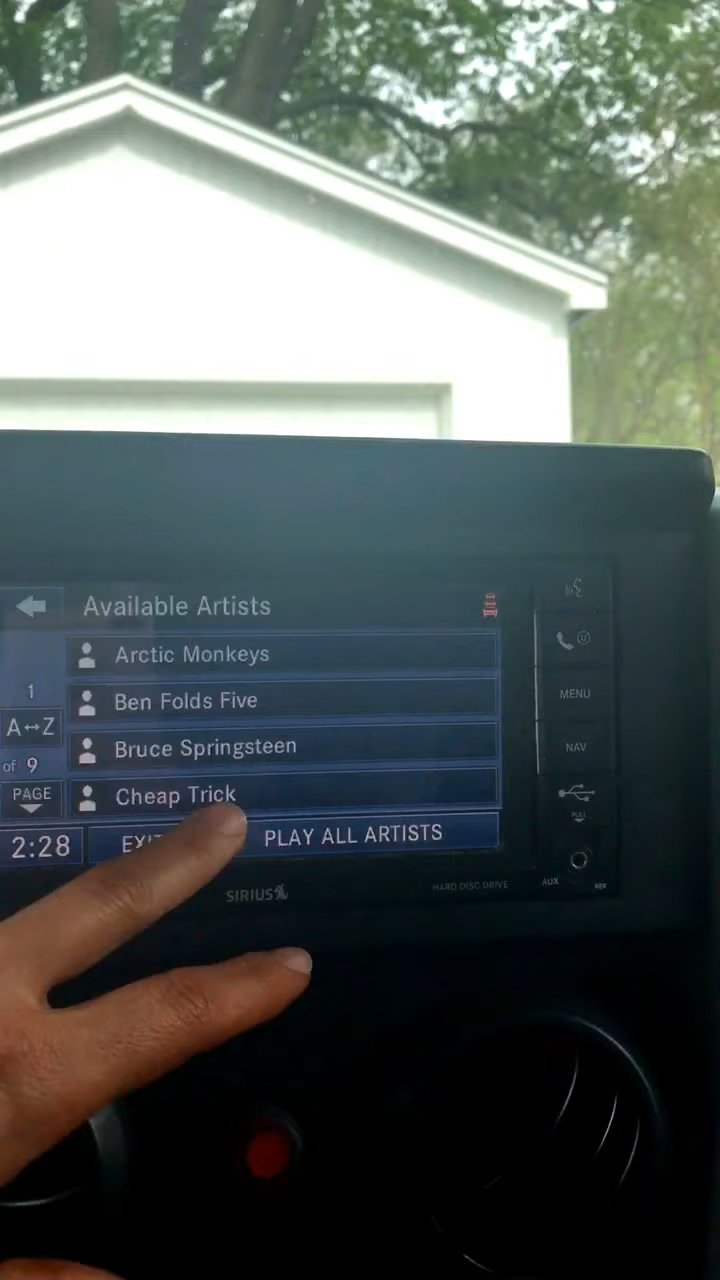 Available Artists
Arctic Monkeys
1
Ben Folds Five
MENU
A↔Z
Bruce Springsteen
NAV
of 9
PAGE
Cheap Trick
PULL
2:28
PLAY ALL ARTISTS
SIRIUS
HARD DISC DRIVE
AUX